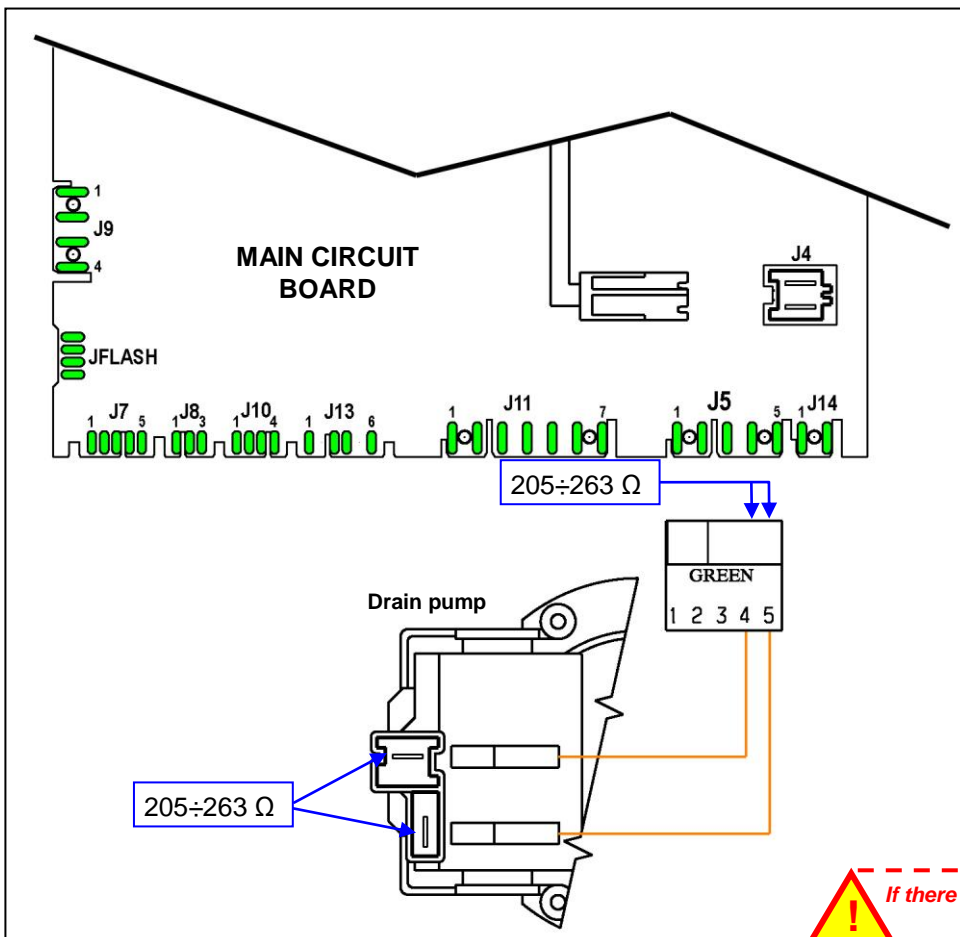 MAIN CIRCUIT
BOARD
J4
1
J9
4
JFLASH
J7
1 5
J8
1 3
J10
1 4
J13
1 6
J11
1 7
J5
1 5
J14
1
205÷263 Ω
GREEN
1 2 3 4 5
Drain pump
205÷263 Ω
! If there